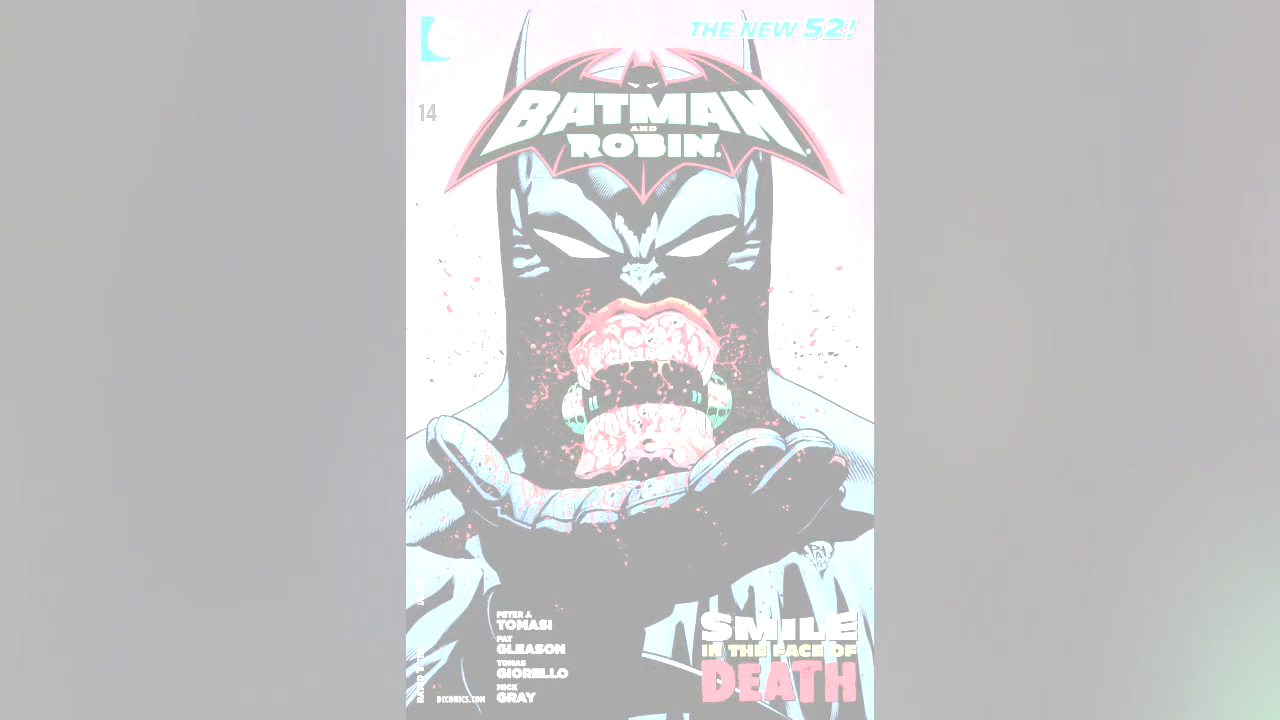 THE NEW 52!
14
BATMAN
AND
ROBIN.
PETER J.
TOMASI
PAT
GLEASON
TOMAS
GIORELLO
MICK
GRAY
DCCOMICS.COM
SMILE
IN THE FACE OF
DEATH